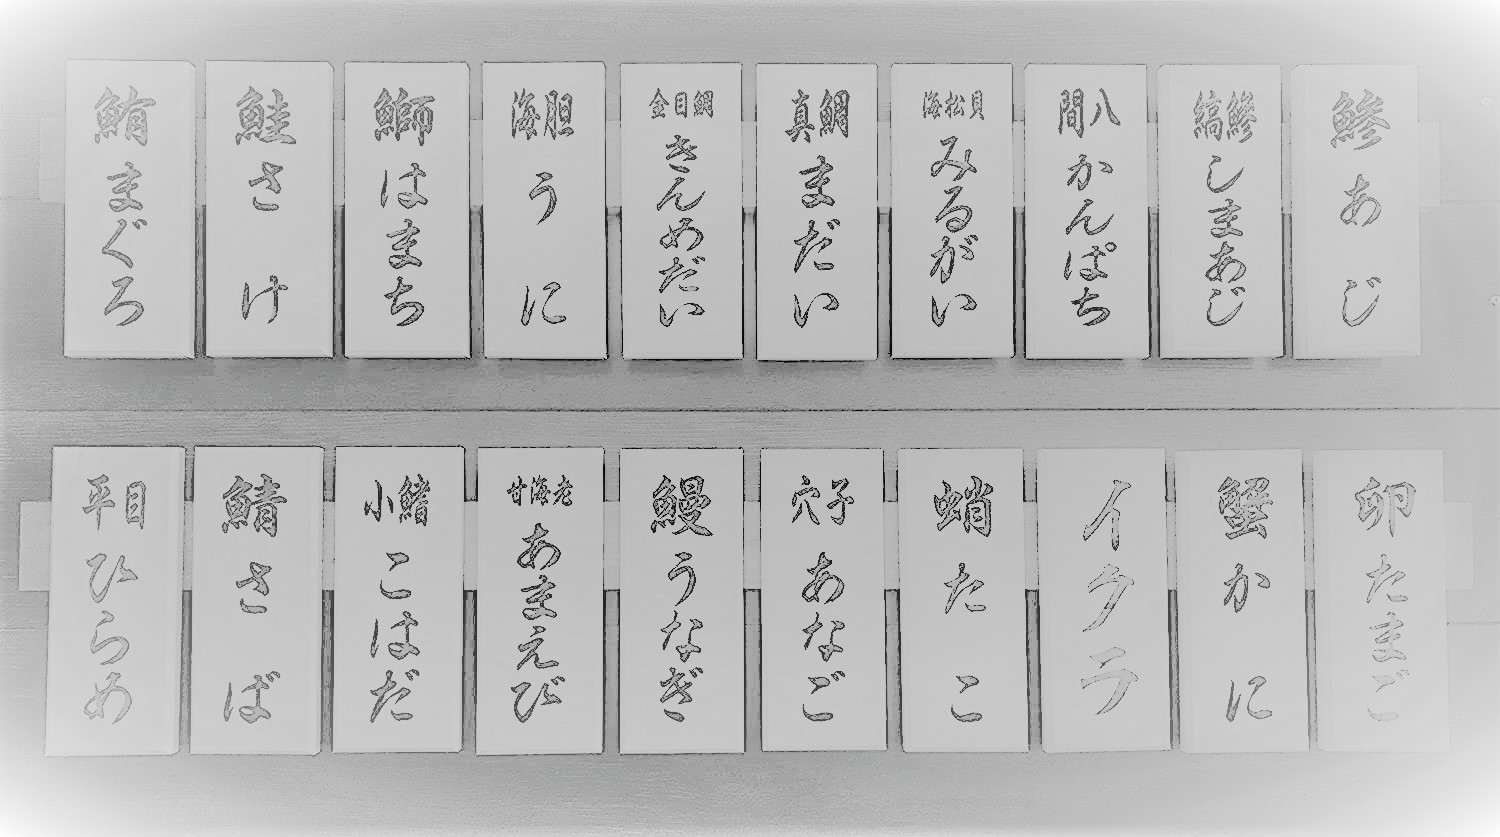 鮪
まぐろ
鮭
さけ
鰤
はまち
海胆
うに
金目鯛
きんめだい
真鯛
まだい
海松貝
みるがい
間八
かんぱち
縞鯵
しまあじ
鯵
あじ
平目
ひらめ
鯖
さば
小鰭
こはだ
甘海老
あまえび
鰻
うなぎ
穴子
あなご
蛸
たこ
イクラ
蟹
かに
卵
たまご